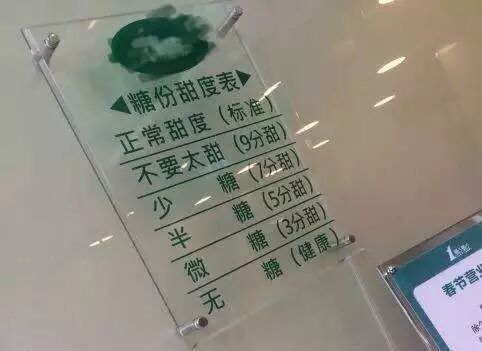 ◀糖份甜度表▶
正常甜度(标准)
不要太甜(9分甜)
少 糖(7分甜)
半 糖(5分甜)
微 糖(3分甜)
无 糖(健康)
春节营业